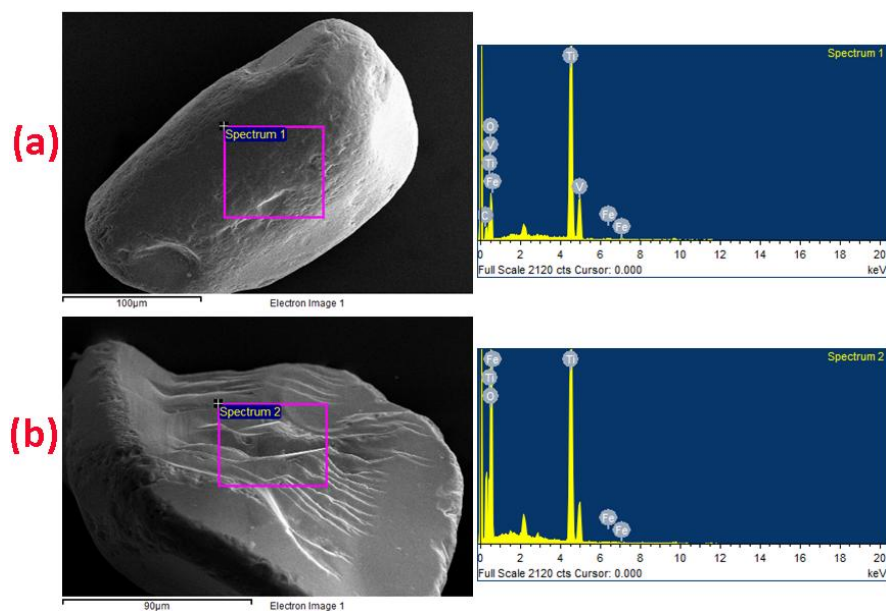 (a)
Spectrum 1
100µm
Electron Image 1
Spectrum 1
Ti
O
V
Ti
Fe
C
V
Fe
Fe
0 2 4 6 8 10 12 14 16 18 20
Full Scale 2120 cts Cursor: 0.000
keV
(b)
Spectrum 2
90µm
Electron Image 1
Spectrum 2
Fe
Ti
O
Ti
Fe
Fe
0 2 4 6 8 10 12 14 16 18 20
Full Scale 2120 cts Cursor: 0.000
keV